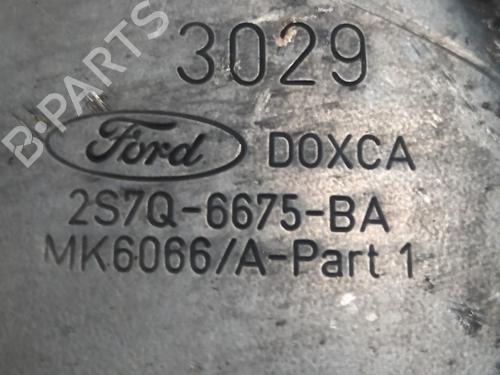 3029
Ford DOXCA
2S7Q-6675-BA
MK6066/A-Part 1
B-PARTS